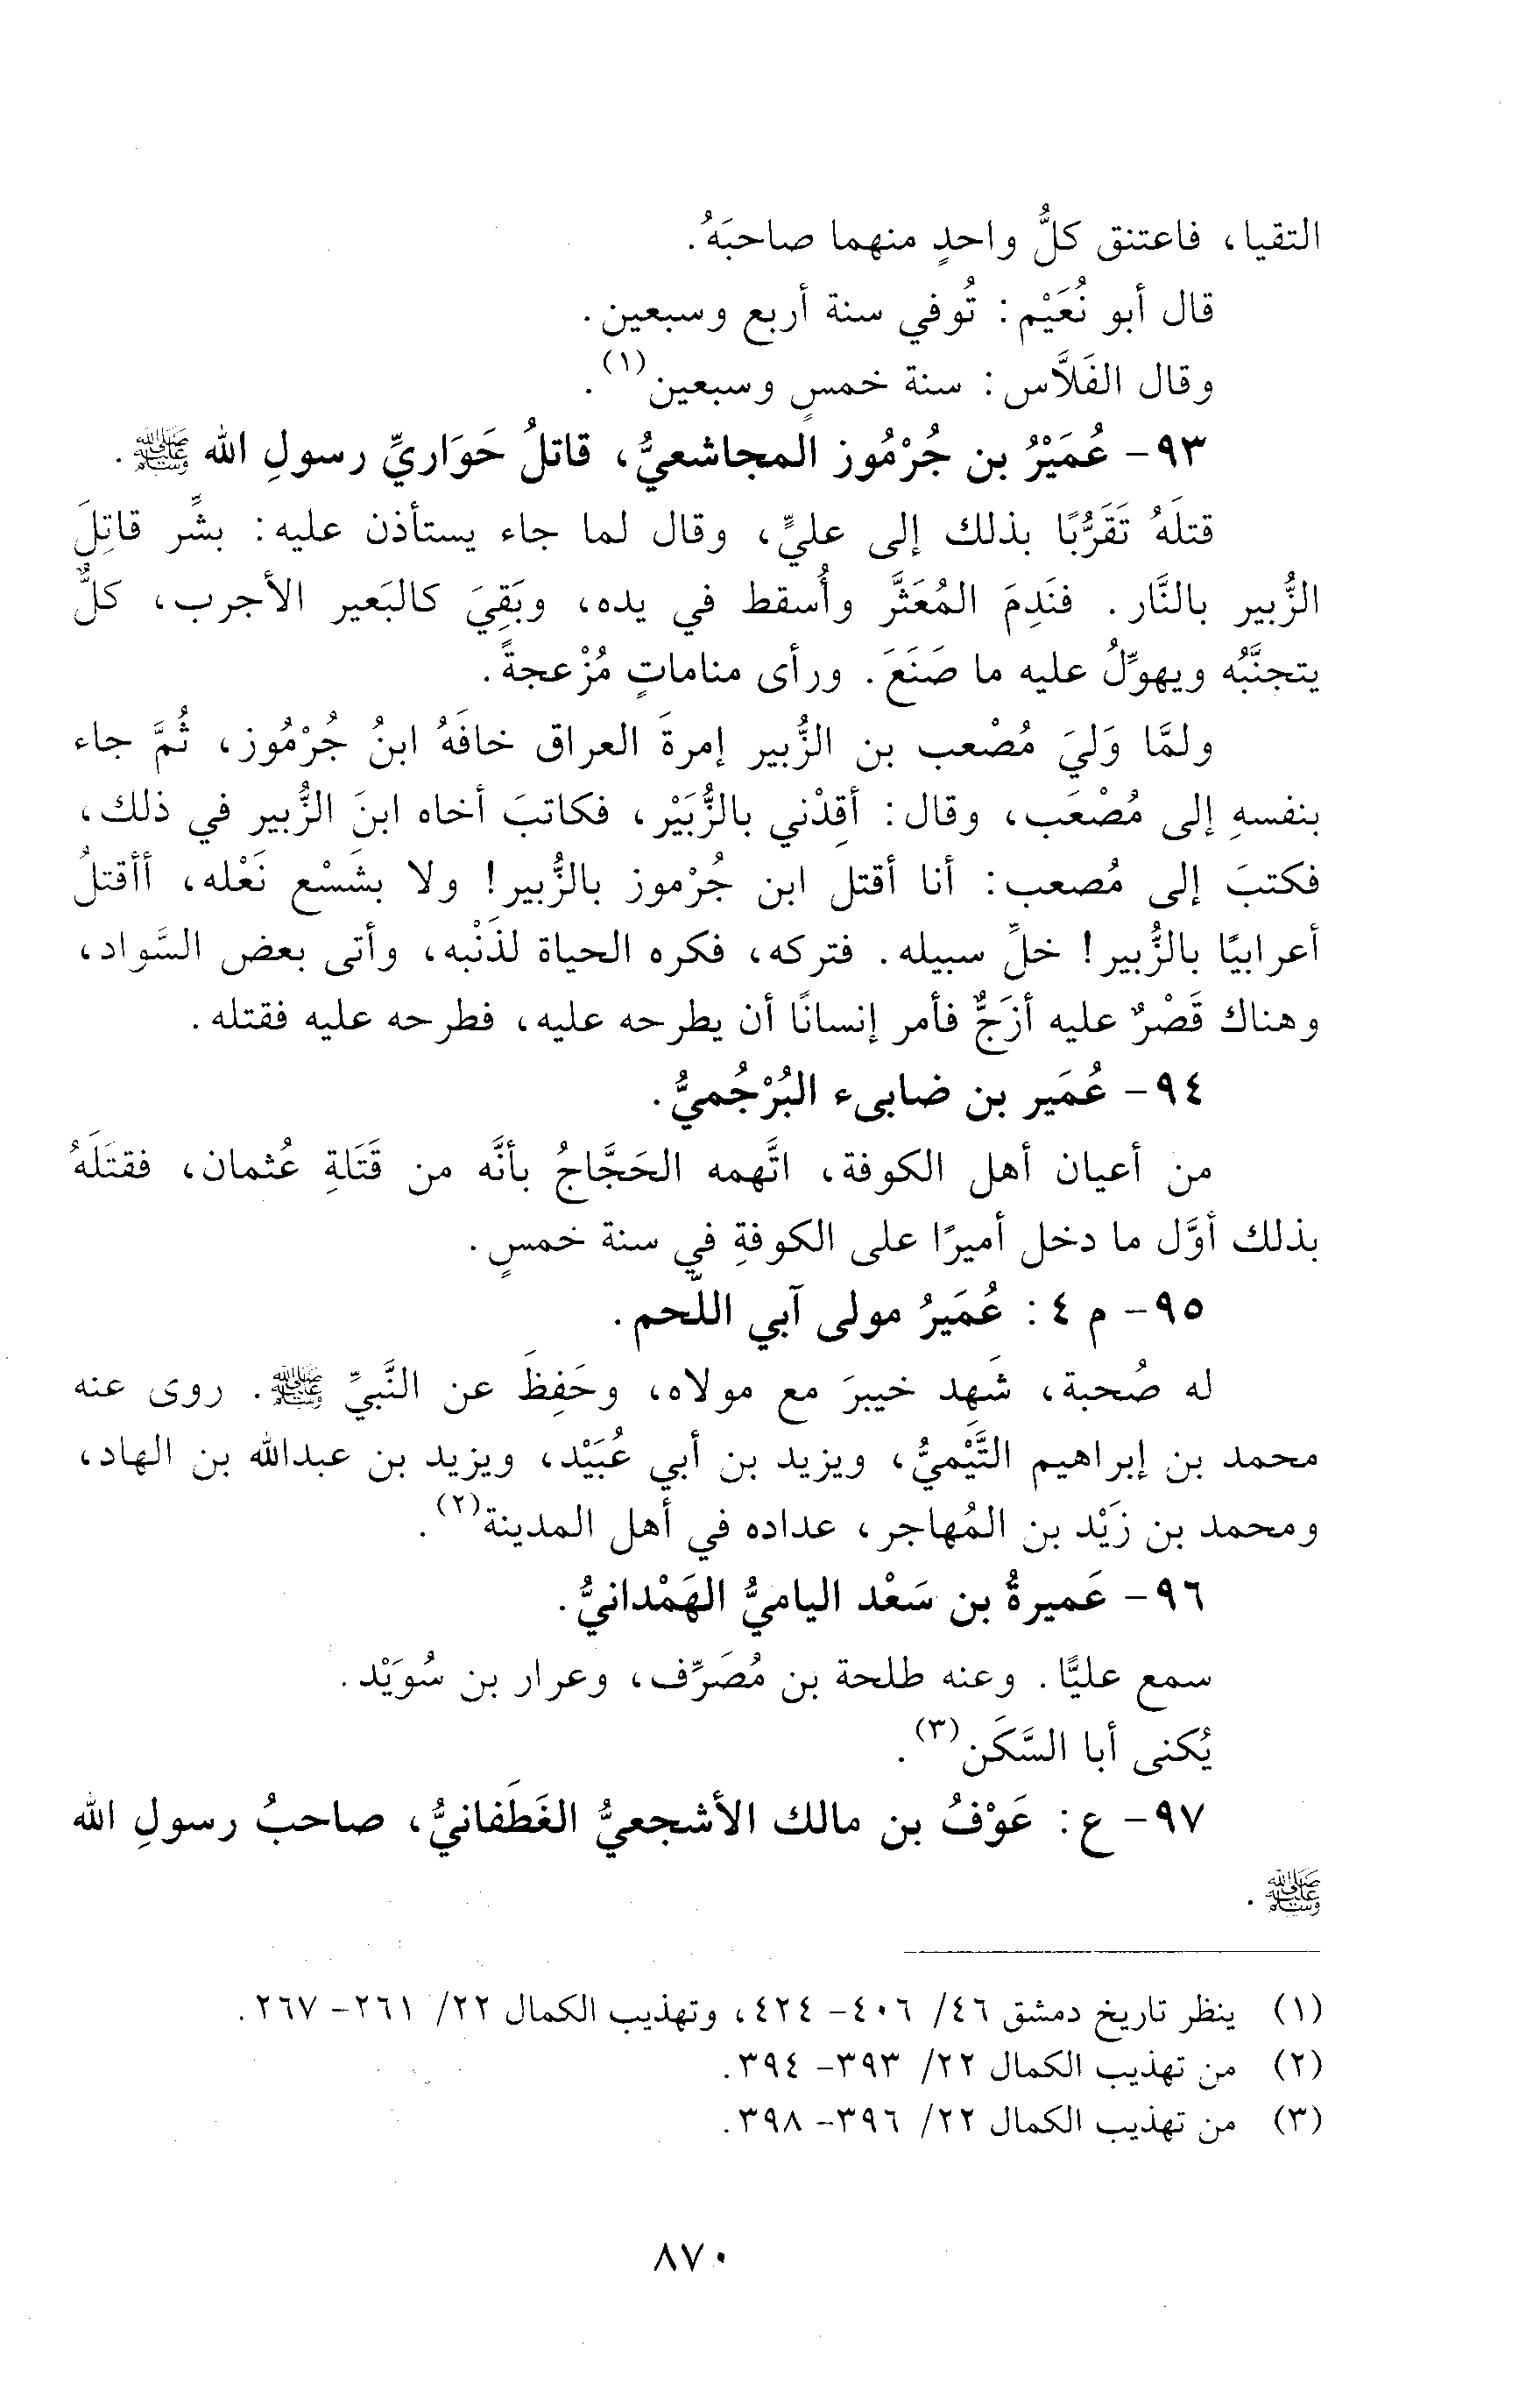 التقيا، فاعتنق كلُّ واحدٍ منهما صاحبَهُ.
قال أبو نُعَيْم: تُوفي سنة أربع وسبعين.
وقال الفَلاَّس: سنة خمسٍ وسبعين(١).
٩٣- عُمَيْرُ بن جُرْمُوز المجاشعيُّ، قاتلُ حَوَاريِّ رسولِ الله ﷺ.
قتلَهُ تَقَرُّبًا بذلك إلى عليٍّ، وقال لما جاء يستأذن عليه: بشِّر قاتِلَ
الزُّبير بالنَّار. فنَدِمَ المُعَثَّر وأُسقط في يده، وبَقِيَ كالبَعير الأجرب، كلٌّ
يتجنَّبُه ويهوِّلُ عليه ما صَنَعَ. ورأى مناماتٍ مُزْعجةً.
ولمَّا وَليَ مُصْعب بن الزُّبير إمرةَ العراق خافَهُ ابنُ جُرْمُوز، ثُمَّ جاء
بنفسهِ إلى مُصْعَب، وقال: أَقِدْني بالزُّبَيْر، فكاتبَ أخاه ابنَ الزُّبير في ذلك،
فكتبَ إلى مُصعب: أنا أقتل ابن جُرْموز بالزُّبير! ولا بشَسْع نَعْله، أأقتلُ
أعرابيًا بالزُّبير! خلِّ سبيله. فتركه، فكره الحياة لذَنْبه، وأتى بعض السَّواد،
وهناك قَصْرٌ عليه أزَجٌّ فأمر إنسانًا أن يطرحه عليه، فطرحه عليه فقتله.
٩٤- عُمَير بن ضابىء البُرْجُميُّ.
من أعيان أهل الكوفة، اتَّهمه الحَجَّاجُ بأنَّه من قَتَلةِ عُثمان، فقتَلَهُ
بذلك أوَّل ما دخل أميرًا على الكوفةِ في سنة خمسٍ.
٩٥- م ٤: عُمَيرُ مولى آبي اللَّحم.
له صُحبة، شَهِد خيبرَ مع مولاه، وحَفِظَ عن النَّبيِّ ﷺ. روى عنه
محمد بن إبراهيم التَّيْميُّ، ويزيد بن أبي عُبَيْد، ويزيد بن عبدالله بن الهاد،
ومحمد بن زَيْد بن المُهاجر، عداده في أهل المدينة(٢).
٩٦- عَميرةُ بن سَعْد الياميُّ الهَمْدانيُّ.
سمع عليًّا. وعنه طلحة بن مُصَرِّف، وعرار بن سُوَيْد.
يُكنى أبا السَّكَن(٣).
٩٧- ع: عَوْفُ بن مالك الأشجعيُّ الغَطَفانيُّ، صاحبُ رسولِ الله
ﷺ.
(١) ينظر تاريخ دمشق ٤٦/ ٤٠٦- ٤٢٤، وتهذيب الكمال ٢٢/ ٢٦١- ٢٦٧.
(٢) من تهذيب الكمال ٢٢/ ٣٩٣- ٣٩٤.
(٣) من تهذيب الكمال ٢٢/ ٣٩٦- ٣٩٨.
٨٧٠